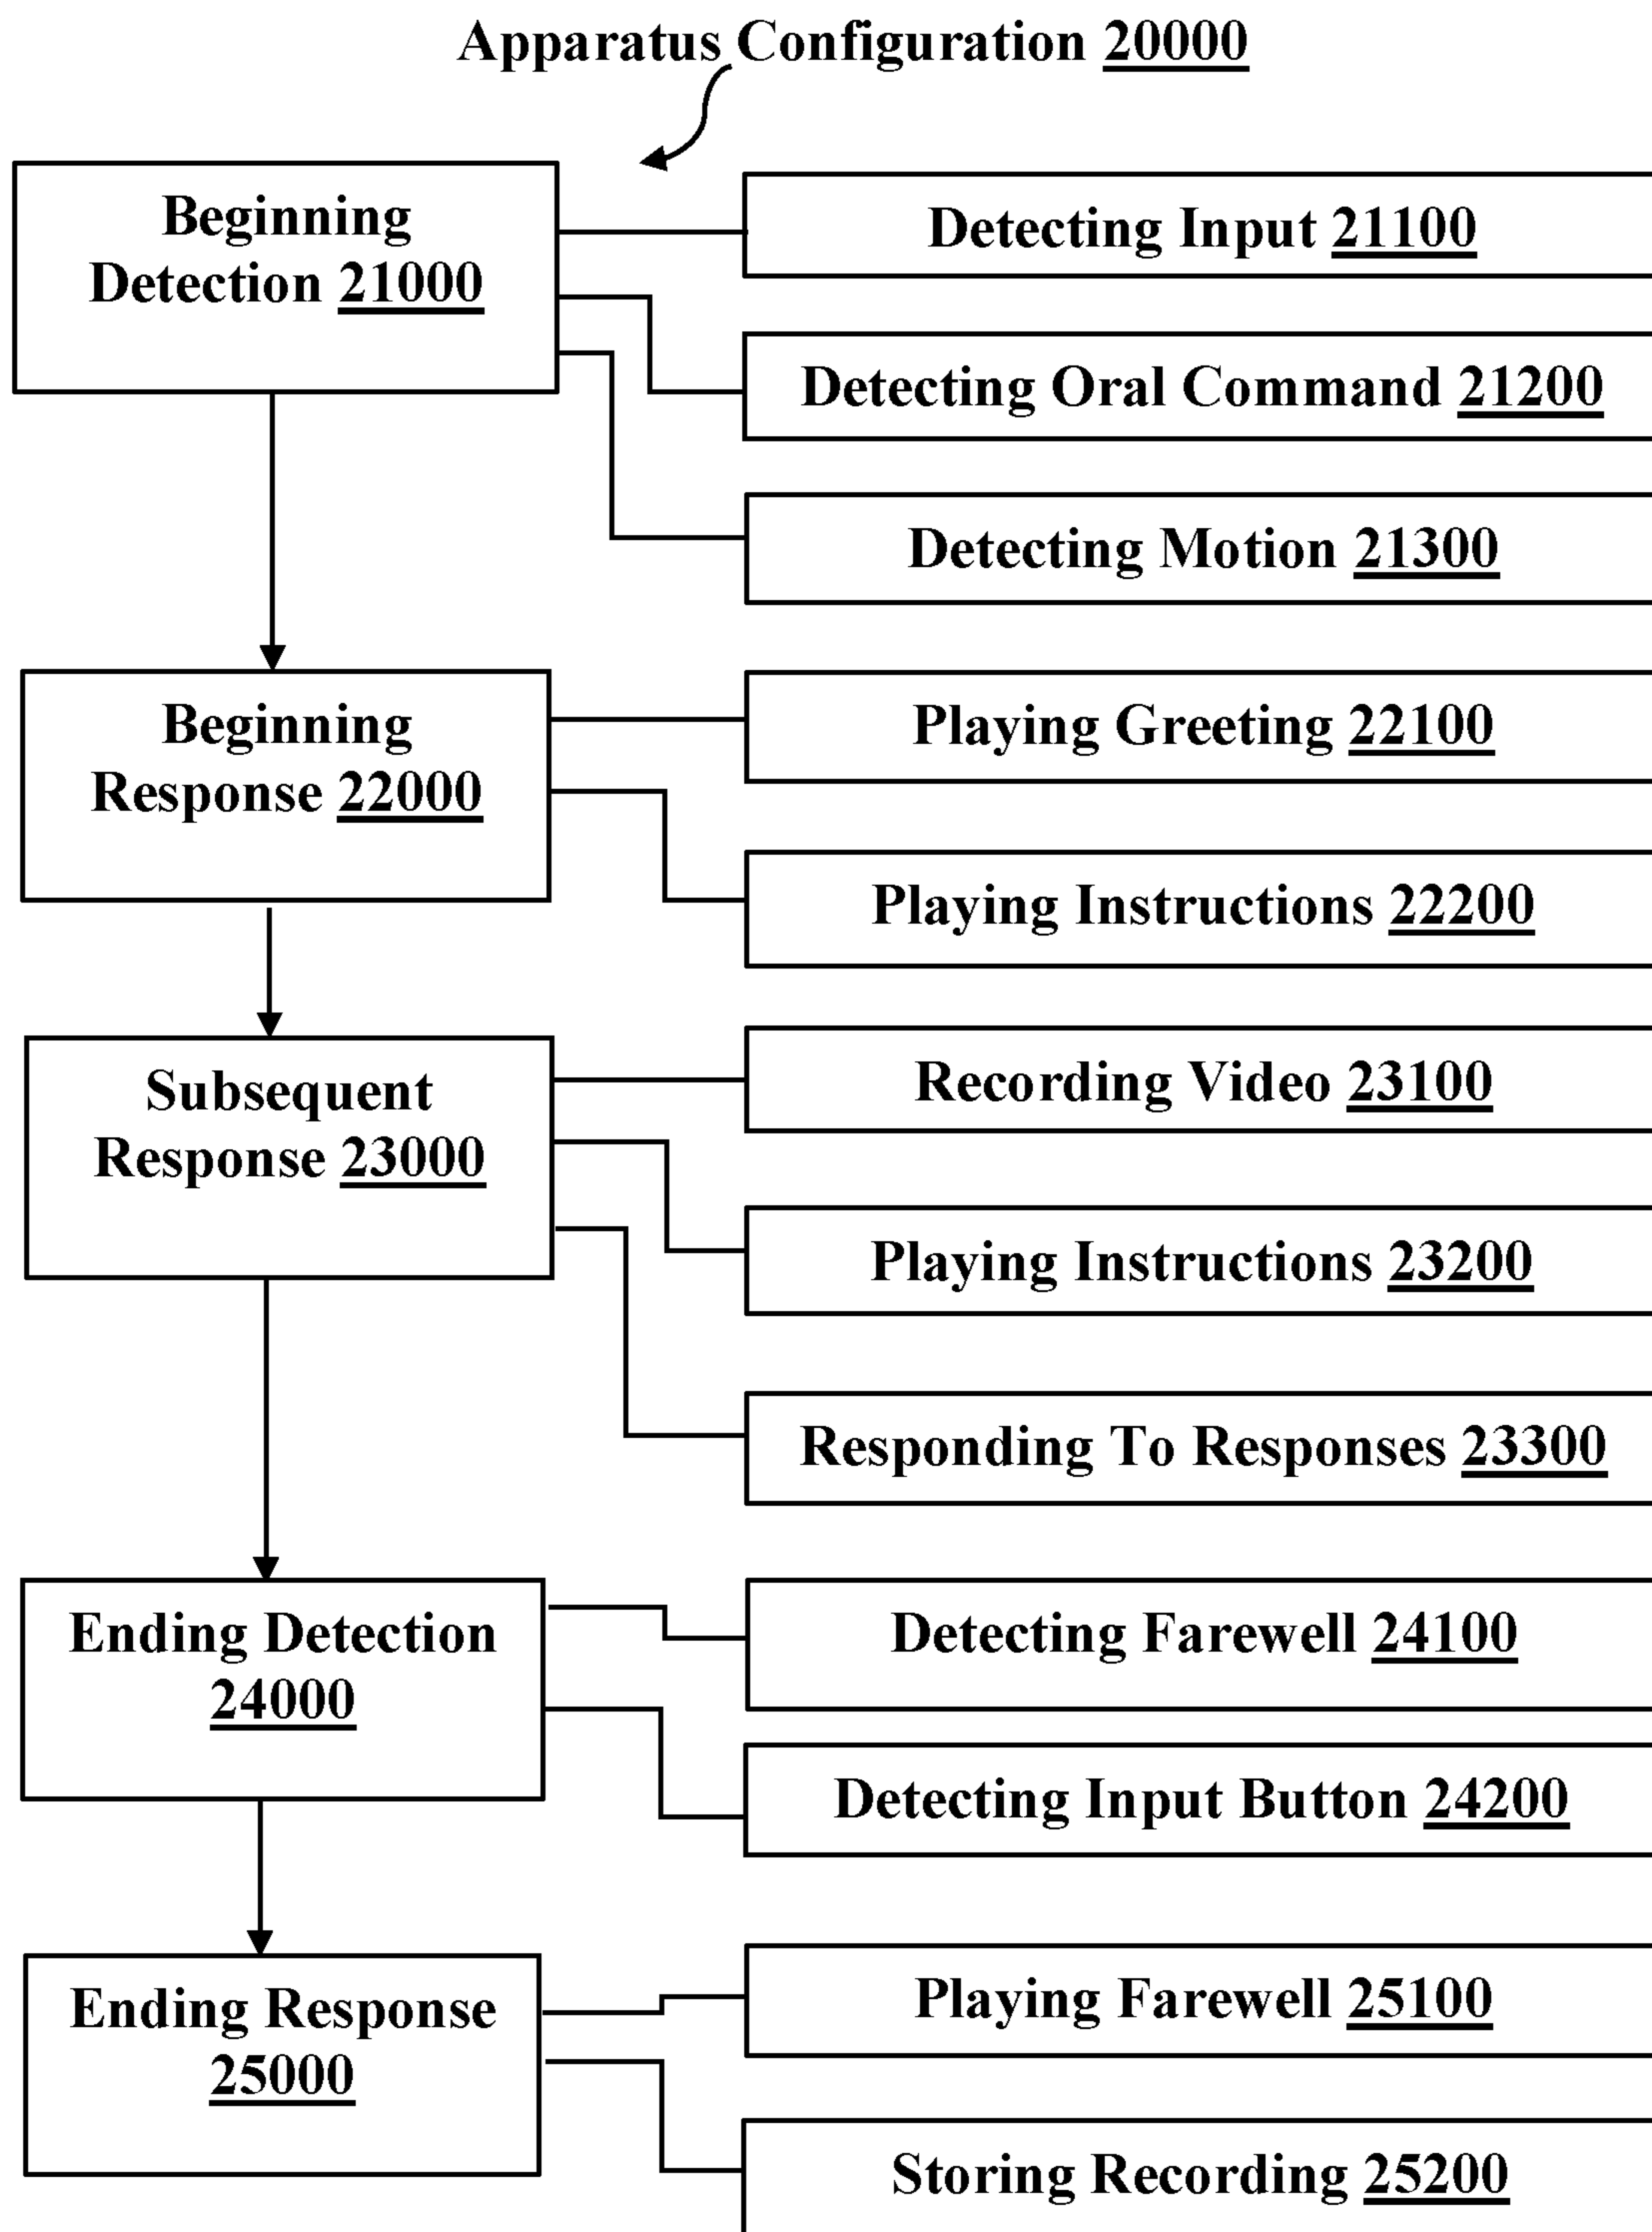 Apparatus Configuration 20000
Beginning
Detection 21000
Detecting Input 21100
Detecting Oral Command 21200
Detecting Motion 21300
Beginning
Response 22000
Playing Greeting 22100
Playing Instructions 22200
Subsequent
Response 23000
Recording Video 23100
Playing Instructions 23200
Responding To Responses 23300
Ending Detection
24000
Detecting Farewell 24100
Detecting Input Button 24200
Ending Response
25000
Playing Farewell 25100
Storing Recording 25200